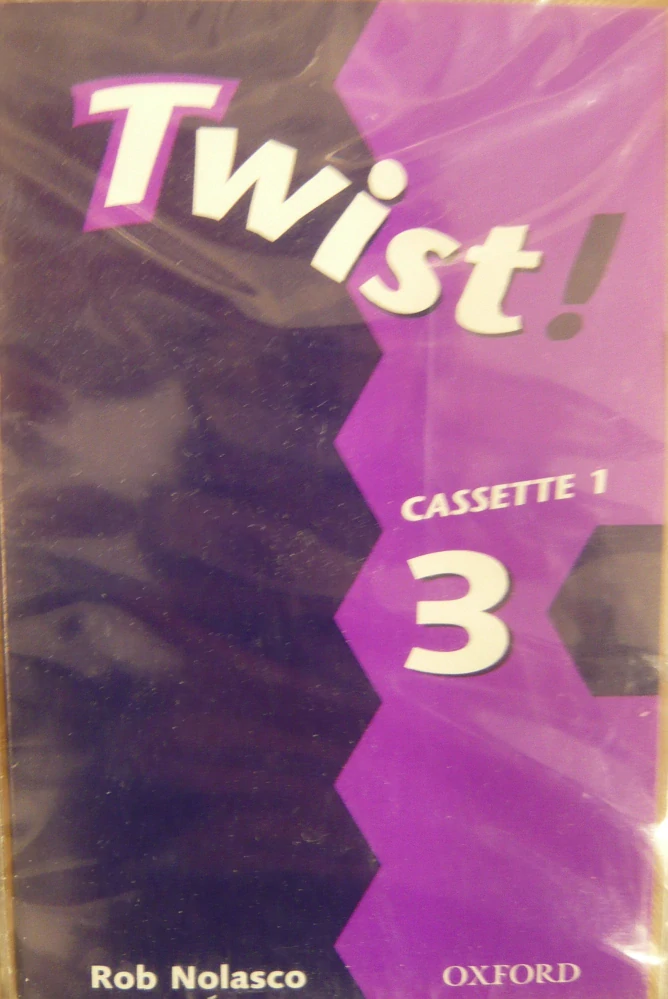 Twist!
CASSETTE 1
3
Rob Nolasco
OXFORD